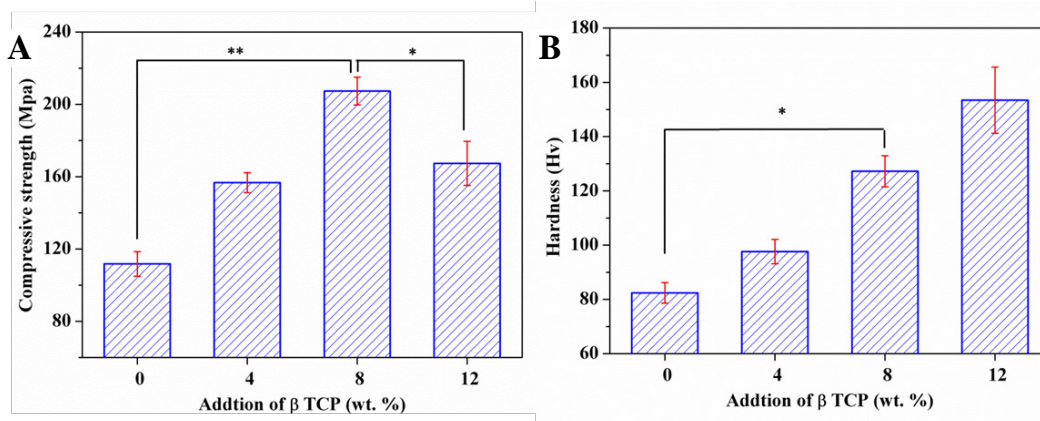 A
Compressive strength (Mpa)
240
200
160
120
80
** *
0 4 8 12
Addtion of β TCP (wt. %)
B
Hardness (Hv)
180
160
140
120
100
80
60
*
0 4 8 12
Addtion of β TCP (wt. %)